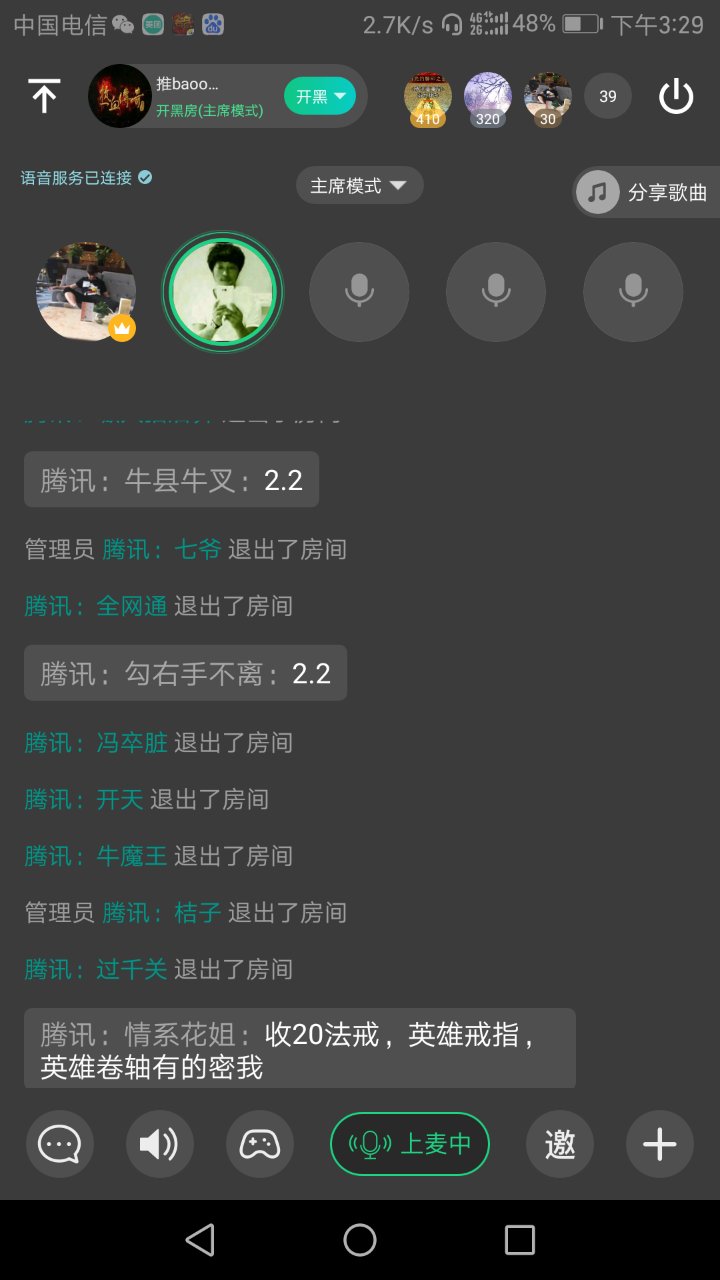 中国电信 2.7K/s 48% 下午3:29
推baoo...
开黑房(主席模式)
开黑
410 320 30 39
语音服务已连接
主席模式
分享歌曲
腾讯：牛县牛叉：2.2
管理员 腾讯：七爷 退出了房间
腾讯：全网通 退出了房间
腾讯：勾右手不离：2.2
腾讯：冯卒脏 退出了房间
腾讯：开天 退出了房间
腾讯：牛魔王 退出了房间
管理员 腾讯：桔子 退出了房间
腾讯：过千关 退出了房间
腾讯：情系花姐：收20法戒，英雄戒指，
英雄卷轴有的密我
上麦中
邀